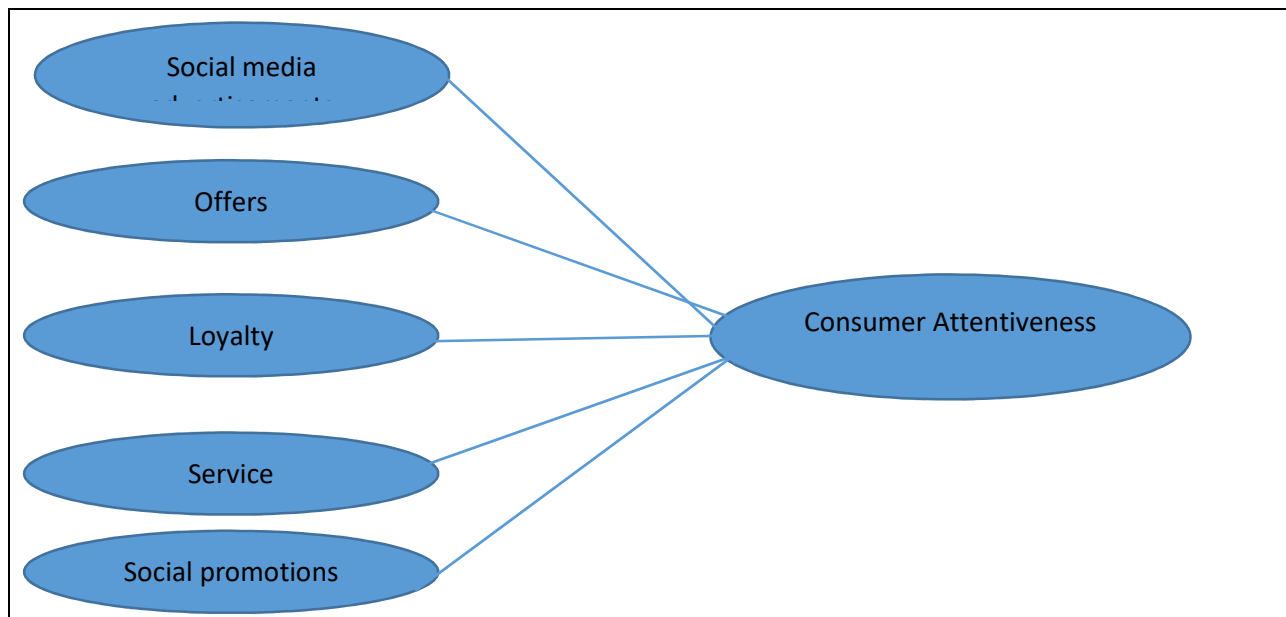 Social media
Offers
Loyalty
Service
Social promotions
Consumer Attentiveness